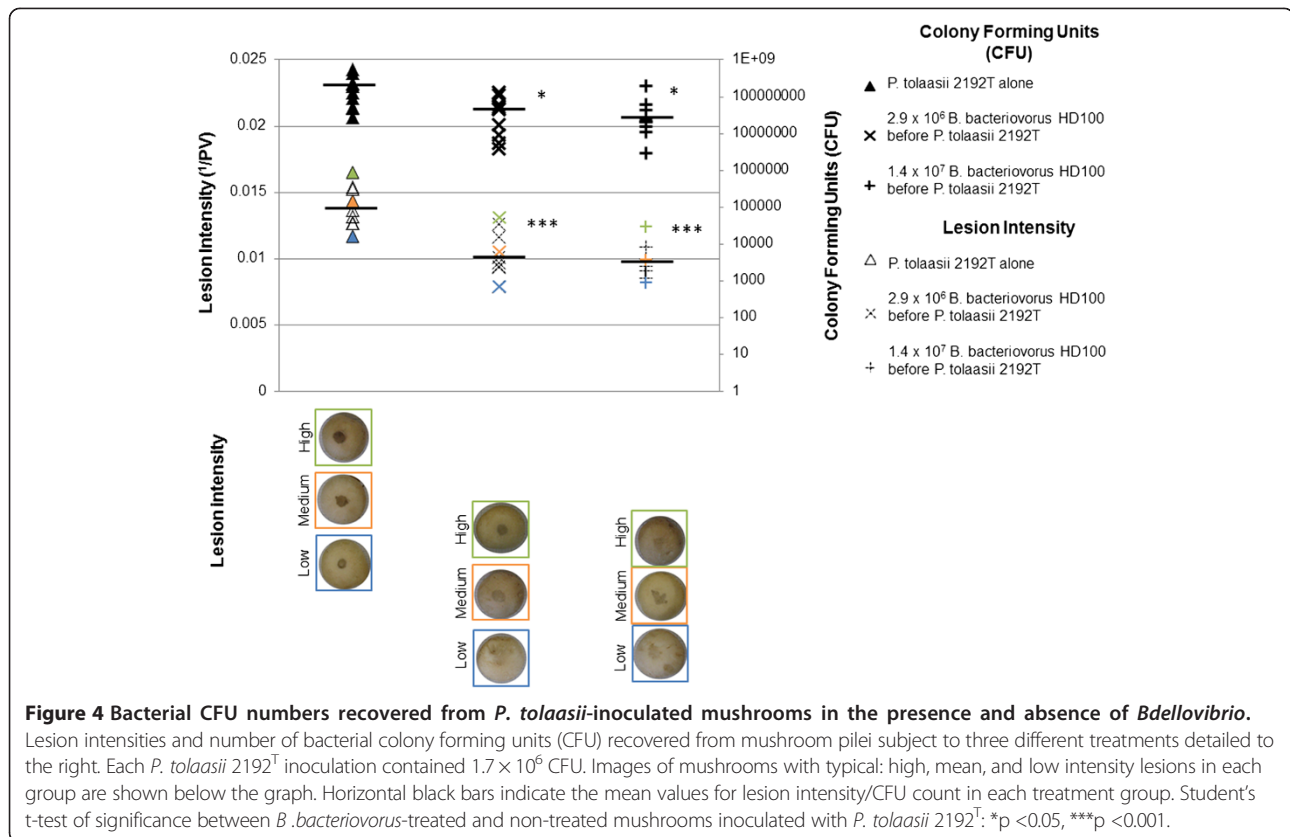 Lesion Intensity (¹/PV)
0.025
0.02
0.015
0.01
0.005
0
*
*
***
***
1E+09
100000000
10000000
1000000
100000
10000
1000
100
10
1
Colony Forming Units (CFU)
Colony Forming Units
(CFU)
P. tolaasii 2192T alone
2.9 x 10⁶ B. bacteriovorus HD100
before P. tolaasii 2192T
1.4 x 10⁷ B. bacteriovorus HD100
before P. tolaasii 2192T
Lesion Intensity
P. tolaasii 2192T alone
2.9 x 10⁶ B. bacteriovorus HD100
before P. tolaasii 2192T
1.4 x 10⁷ B. bacteriovorus HD100
before P. tolaasii 2192T
Lesion intensity
High
Medium
Low
High
Medium
Low
High
Medium
Low
Figure 4 Bacterial CFU numbers recovered from P. tolaasii-inoculated mushrooms in the presence and absence of Bdellovibrio.
Lesion intensities and number of bacterial colony forming units (CFU) recovered from mushroom pilei subject to three different treatments detailed to
the right. Each P. tolaasii 2192ᵀ inoculation contained 1.7 × 10⁶ CFU. Images of mushrooms with typical: high, mean, and low intensity lesions in each
group are shown below the graph. Horizontal black bars indicate the mean values for lesion intensity/CFU count in each treatment group. Student's
t-test of significance between B .bacteriovorus-treated and non-treated mushrooms inoculated with P. tolaasii 2192ᵀ: *p <0.05, ***p <0.001.